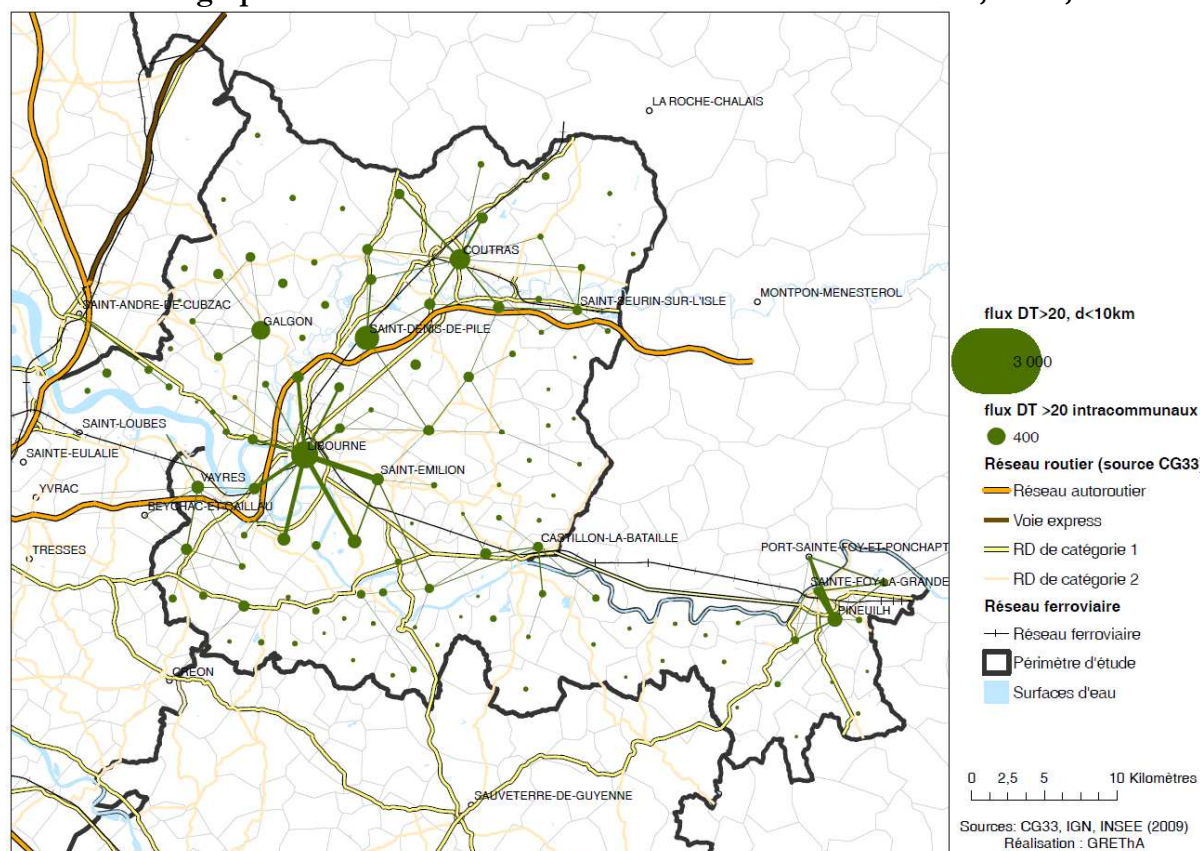 LA ROCHE-CHALAIS
COUTRAS
SAINT-ANDRE-DE-CUBZAC
SAINT-SEURIN-SUR-L'ISLE
MONTPON-MENESTEROL
GALGON
SAINT-DENIS-DE-PILE
SAINT-LOUBES
LIBOURNE
SAINTE-EULALIE
SAINT-EMILION
VAYRES
YVRAC
BEYCHAC-ET-CAILLAU
CASTILLON-LA-BATAILLE
TRESSES
PORT-SAINTE-FOY-ET-PONCHAPT
SAINTE-FOY-LA-GRANDE
PINEUILH
CREON
SAUVETERRE-DE-GUYENNE
flux DT>20, d<10km
3 000
flux DT >20 intracommunaux
400
Réseau routier (source CG33)
Réseau autoroutier
Voie express
RD de catégorie 1
RD de catégorie 2
Réseau ferroviaire
Réseau ferroviaire
Périmètre d'étude
Surfaces d'eau
0 2,5 5 10 Kilomètres
Sources: CG33, IGN, INSEE (2009)
Réalisation : GREThA